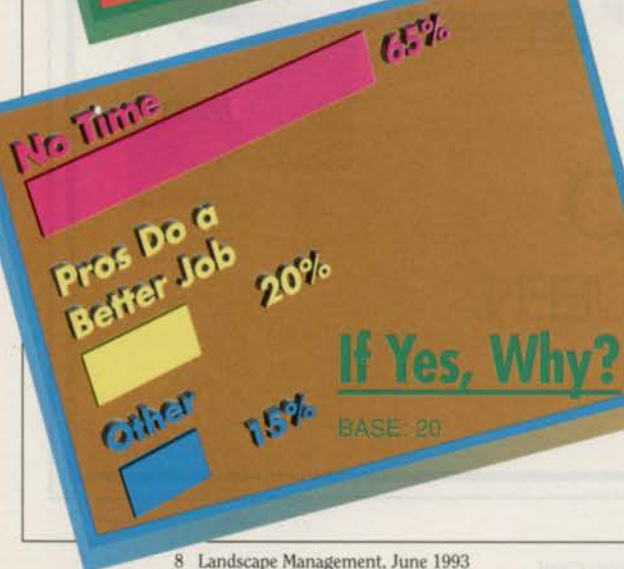 No Time
65%
Pros Do a
Better Job
20%
Other
15%
If Yes, Why?
BASE: 20
8 Landscape Management, June 1993